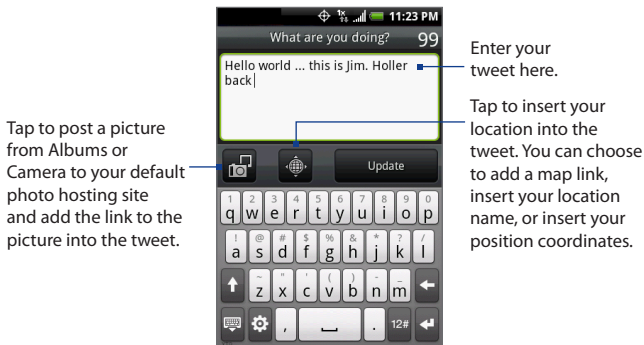 11:23 PM
What are you doing? 99
Hello world ... this is Jim. Holler
back
Update
1 2 3 4 5 6 7 8 9 0
q w e r t y u i o p
! @ # $ % & * ? /
a s d f g h j k l
~ " ' ( ) - _
z x c v b n m
, . 12#
Enter your
tweet here.
Tap to insert your
location into the
tweet. You can choose
to add a map link,
insert your location
name, or insert your
position coordinates.
Tap to post a picture
from Albums or
Camera to your default
photo hosting site
and add the link to the
picture into the tweet.